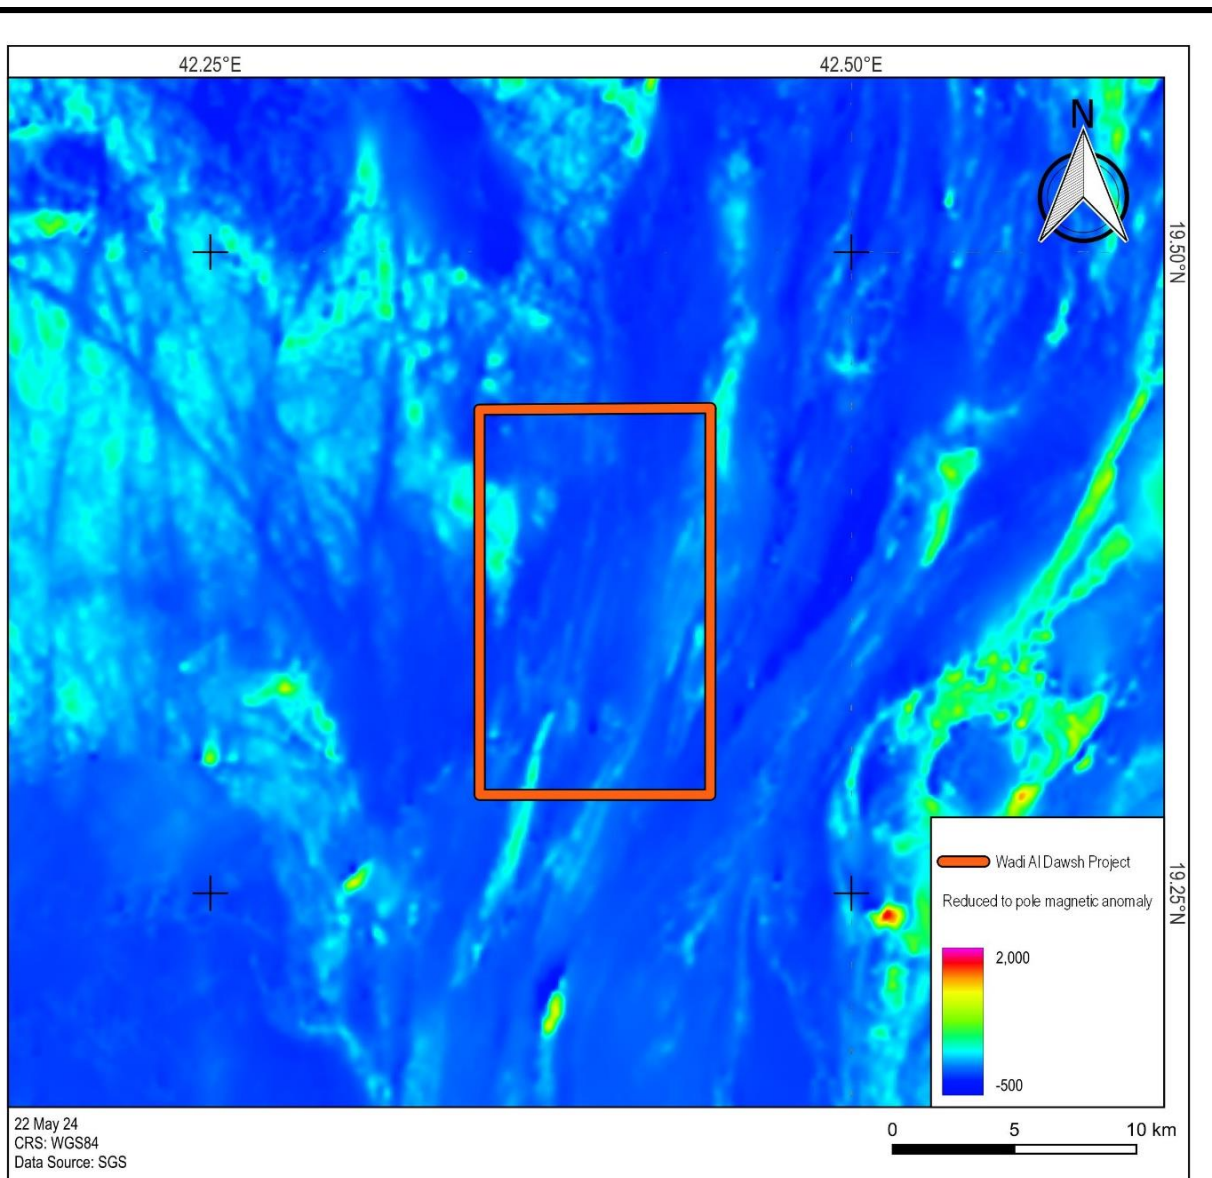 42.25°E
42.50°E
N
19.50°N
Wadi Al Dawsh Project
Reduced to pole magnetic anomaly
2,000
-500
19.25°N
22 May 24
CRS: WGS84
Data Source: SGS
0
5
10 km